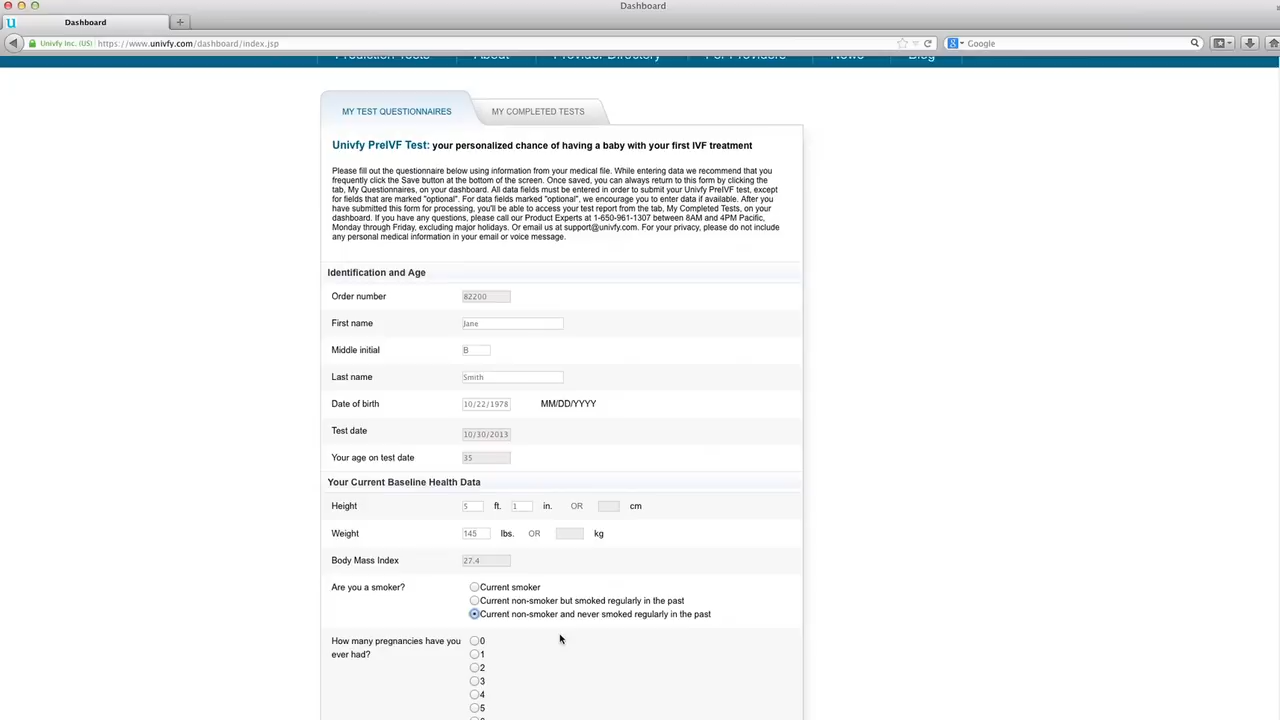 Dashboard
Dashboard
Univfy Inc. (US) https://www.univfy.com/dashboard/index.jsp
Google
Prediction Tests About Provider Directory For Providers News Blog
MY TEST QUESTIONNAIRES MY COMPLETED TESTS
Univfy PreIVF Test: your personalized chance of having a baby with your first IVF treatment
Please fill out the questionnaire below using information from your medical file. While entering data we recommend that you
frequently click the Save button at the bottom of the screen. Once saved, you can always return to this form by clicking the
tab, My Questionnaires, on your dashboard. All data fields must be entered in order to submit your Univfy PreIVF test, except
for fields that are marked "optional". For data fields marked "optional", we encourage you to enter data if available. After you
have submitted this form for processing, you'll be able to access your test report from the tab, My Completed Tests, on your
dashboard. If you have any questions, please call our Product Experts at 1-650-961-1307 between 8AM and 4PM Pacific,
Monday through Friday, excluding major holidays. Or email us at support@univfy.com. For your privacy, please do not include
any personal medical information in your email or voice message.
Identification and Age
Order number 82200
First name Jane
Middle initial B
Last name Smith
Date of birth 10/22/1978 MM/DD/YYYY
Test date 10/30/2013
Your age on test date 35
Your Current Baseline Health Data
Height 5 ft. 1 in. OR cm
Weight 145 lbs. OR kg
Body Mass Index 27.4
Are you a smoker? Current smoker
Current non-smoker but smoked regularly in the past
Current non-smoker and never smoked regularly in the past
How many pregnancies have you 0
ever had? 1
2
3
4
5